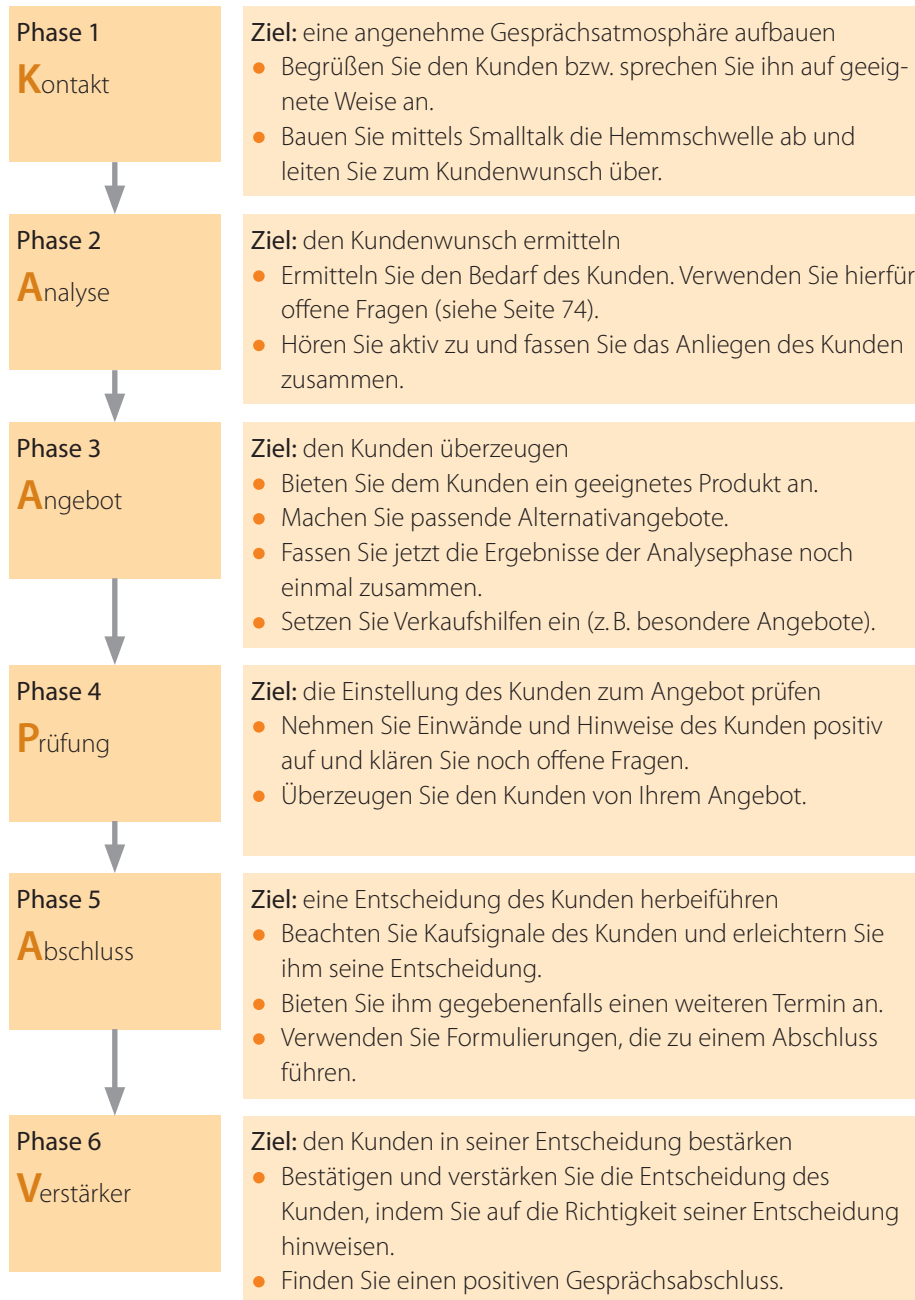 Phase 1
Kontakt
Ziel: eine angenehme Gesprächsatmosphäre aufbauen
● Begrüßen Sie den Kunden bzw. sprechen Sie ihn auf geeig-
nete Weise an.
● Bauen Sie mittels Smalltalk die Hemmschwelle ab und
leiten Sie zum Kundenwunsch über.
Phase 2
Analyse
Ziel: den Kundenwunsch ermitteln
● Ermitteln Sie den Bedarf des Kunden. Verwenden Sie hierfür
offene Fragen (siehe Seite 74).
● Hören Sie aktiv zu und fassen Sie das Anliegen des Kunden
zusammen.
Phase 3
Angebot
Ziel: den Kunden überzeugen
● Bieten Sie dem Kunden ein geeignetes Produkt an.
● Machen Sie passende Alternativangebote.
● Fassen Sie jetzt die Ergebnisse der Analysephase noch
einmal zusammen.
● Setzen Sie Verkaufshilfen ein (z. B. besondere Angebote).
Phase 4
Prüfung
Ziel: die Einstellung des Kunden zum Angebot prüfen
● Nehmen Sie Einwände und Hinweise des Kunden positiv
auf und klären Sie noch offene Fragen.
● Überzeugen Sie den Kunden von Ihrem Angebot.
Phase 5
Abschluss
Ziel: eine Entscheidung des Kunden herbeiführen
● Beachten Sie Kaufsignale des Kunden und erleichtern Sie
ihm seine Entscheidung.
● Bieten Sie ihm gegebenenfalls einen weiteren Termin an.
● Verwenden Sie Formulierungen, die zu einem Abschluss
führen.
Phase 6
Verstärker
Ziel: den Kunden in seiner Entscheidung bestärken
● Bestätigen und verstärken Sie die Entscheidung des
Kunden, indem Sie auf die Richtigkeit seiner Entscheidung
hinweisen.
● Finden Sie einen positiven Gesprächsabschluss.